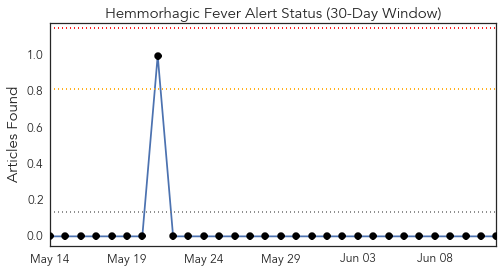 Hemmorhagic Fever Alert Status (30-Day Window)
Articles Found
1.0
0.8
0.6
0.4
0.2
0.0
May 14 May 19 May 24 May 29 Jun 03 Jun 08